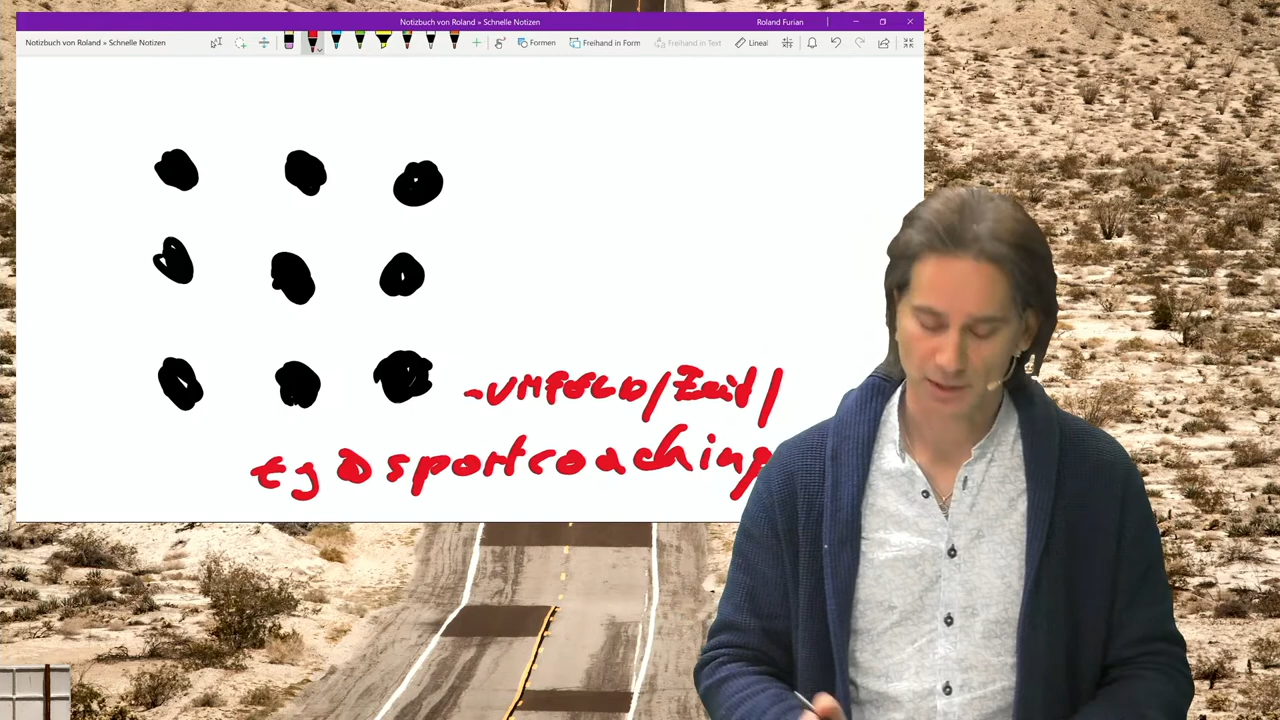 Notizbuch von Roland » Schnelle Notizen
Roland Furian
Notizbuch von Roland » Schnelle Notizen
Formen
Freihand in Form
Freihand in Text
Lineal
-UMFELD/Zeit/
tg@sportcoaching